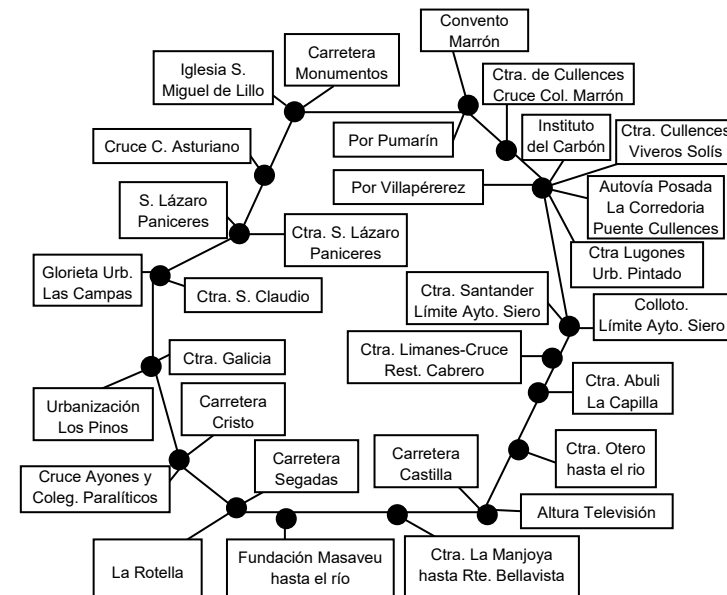 Convento
Marrón
Iglesia S.
Miguel de Lillo
Carretera
Monumentos
Ctra. de Cullences
Cruce Col. Marrón
Por Pumarín
Instituto
del Carbón
Ctra. Cullences
Viveros Solís
Cruce C. Asturiano
Por Villapérerez
Autovía Posada
La Corredoria
Puente Cullences
S. Lázaro
Paniceres
Ctra. S. Lázaro
Paniceres
Ctra Lugones
Urb. Pintado
Glorieta Urb.
Las Campas
Ctra. S. Claudio
Ctra. Santander
Límite Ayto. Siero
Colloto.
Límite Ayto. Siero
Ctra. Galicia
Ctra. Limanes-Cruce
Rest. Cabrero
Ctra. Abuli
La Capilla
Urbanización
Los Pinos
Carretera
Cristo
Ctra. Otero
hasta el rio
Cruce Ayones y
Coleg. Paralíticos
Carretera
Segadas
Carretera
Castilla
Altura Televisión
La Rotella
Fundación Masaveu
hasta el río
Ctra. La Manjoya
hasta Rte. Bellavista